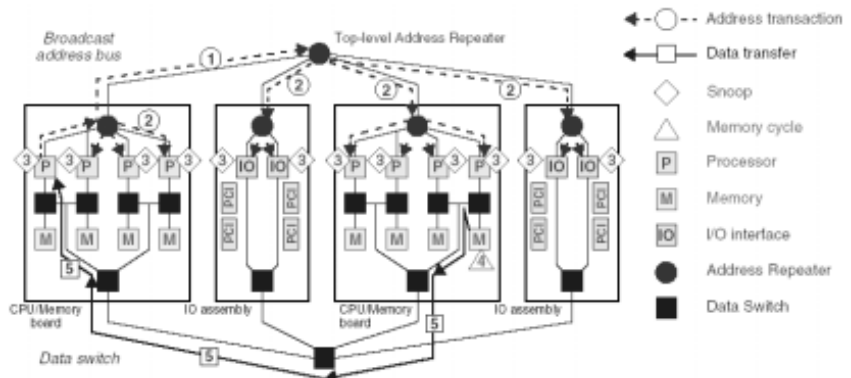 Broadcast
address bus
Top-level Address Repeater
1
2
2
2
2
3
P
3
P
P
3
P
3
3
IO
IO
3
3
P
3
P
P
3
P
3
3
IO
IO
3
M
M
M
M
PCI
PCI
PCI
PCI
M
M
M
M
4
PCI
PCI
PCI
PCI
5
5
5
CPU/Memory
board
IO assembly
CPU/Memory
board
IO assembly
Data switch
Address transaction
Data transfer
Snoop
Memory cycle
P
Processor
M
Memory
IO
I/O interface
Address Repeater
Data Switch